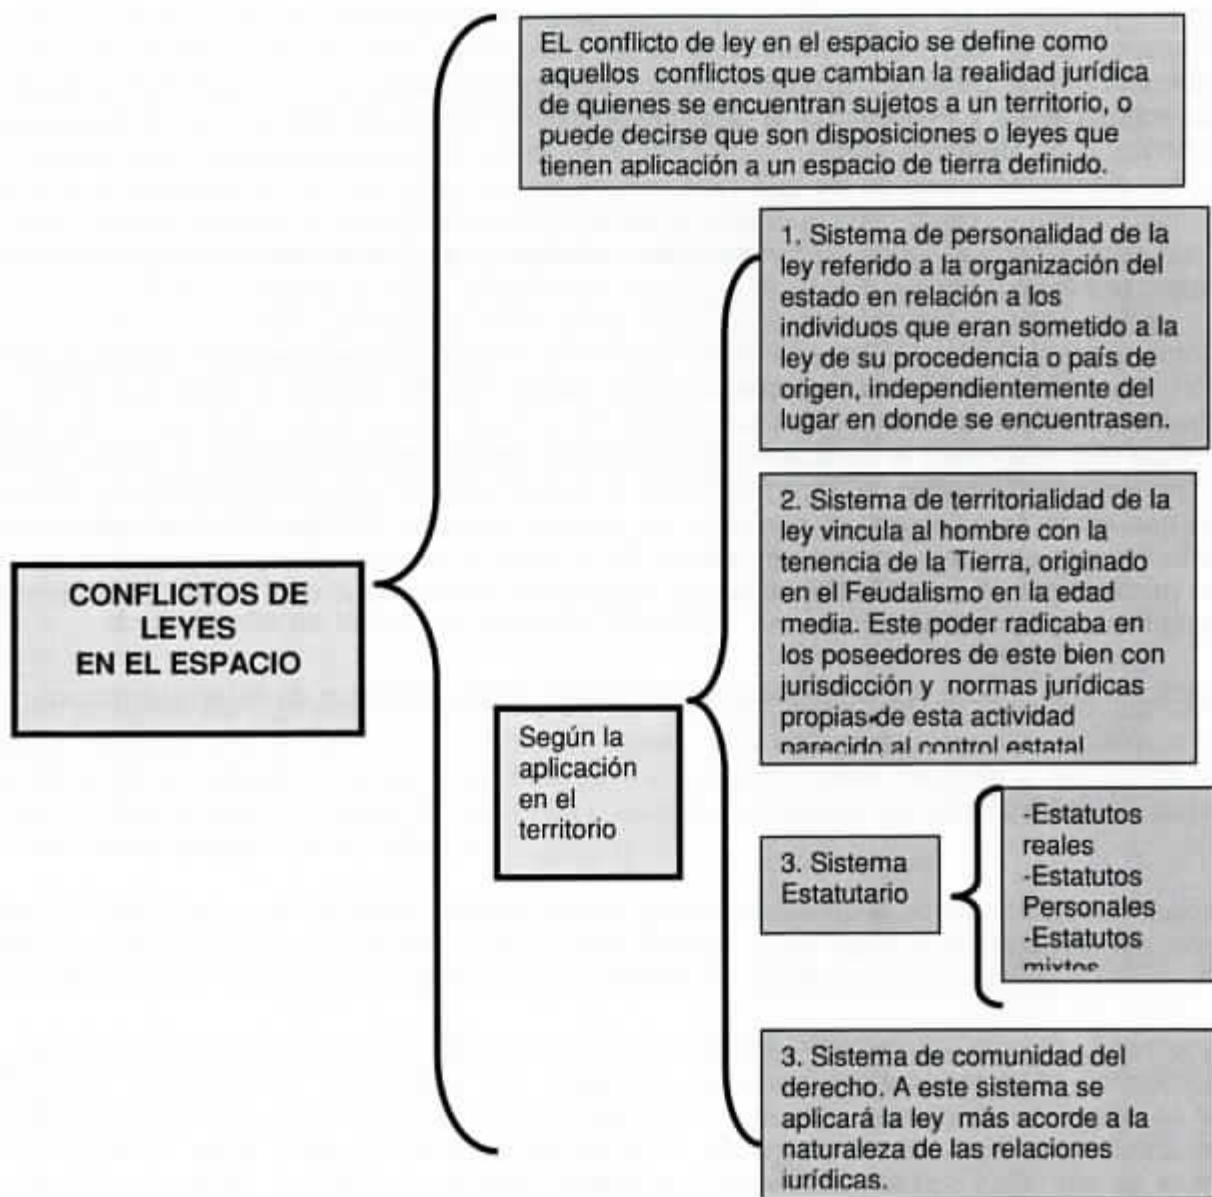 EL conflicto de ley en el espacio se define como
aquellos conflictos que cambian la realidad jurídica
de quienes se encuentran sujetos a un territorio, o
puede decirse que son disposiciones o leyes que
tienen aplicación a un espacio de tierra definido.
CONFLICTOS DE
LEYES
EN EL ESPACIO
Según la
aplicación
en el
territorio
1. Sistema de personalidad de la
ley referido a la organización del
estado en relación a los
individuos que eran sometido a la
ley de su procedencia o país de
origen, independientemente del
lugar en donde se encuentrasen.
2. Sistema de territorialidad de la
ley vincula al hombre con la
tenencia de la Tierra, originado
en el Feudalismo en la edad
media. Este poder radicaba en
los poseedores de este bien con
jurisdicción y normas jurídicas
propias de esta actividad
parecido al control estatal
3. Sistema
Estatutario
-Estatutos
reales
-Estatutos
Personales
-Estatutos
mixtos
3. Sistema de comunidad del
derecho. A este sistema se
aplicará la ley más acorde a la
naturaleza de las relaciones
jurídicas.